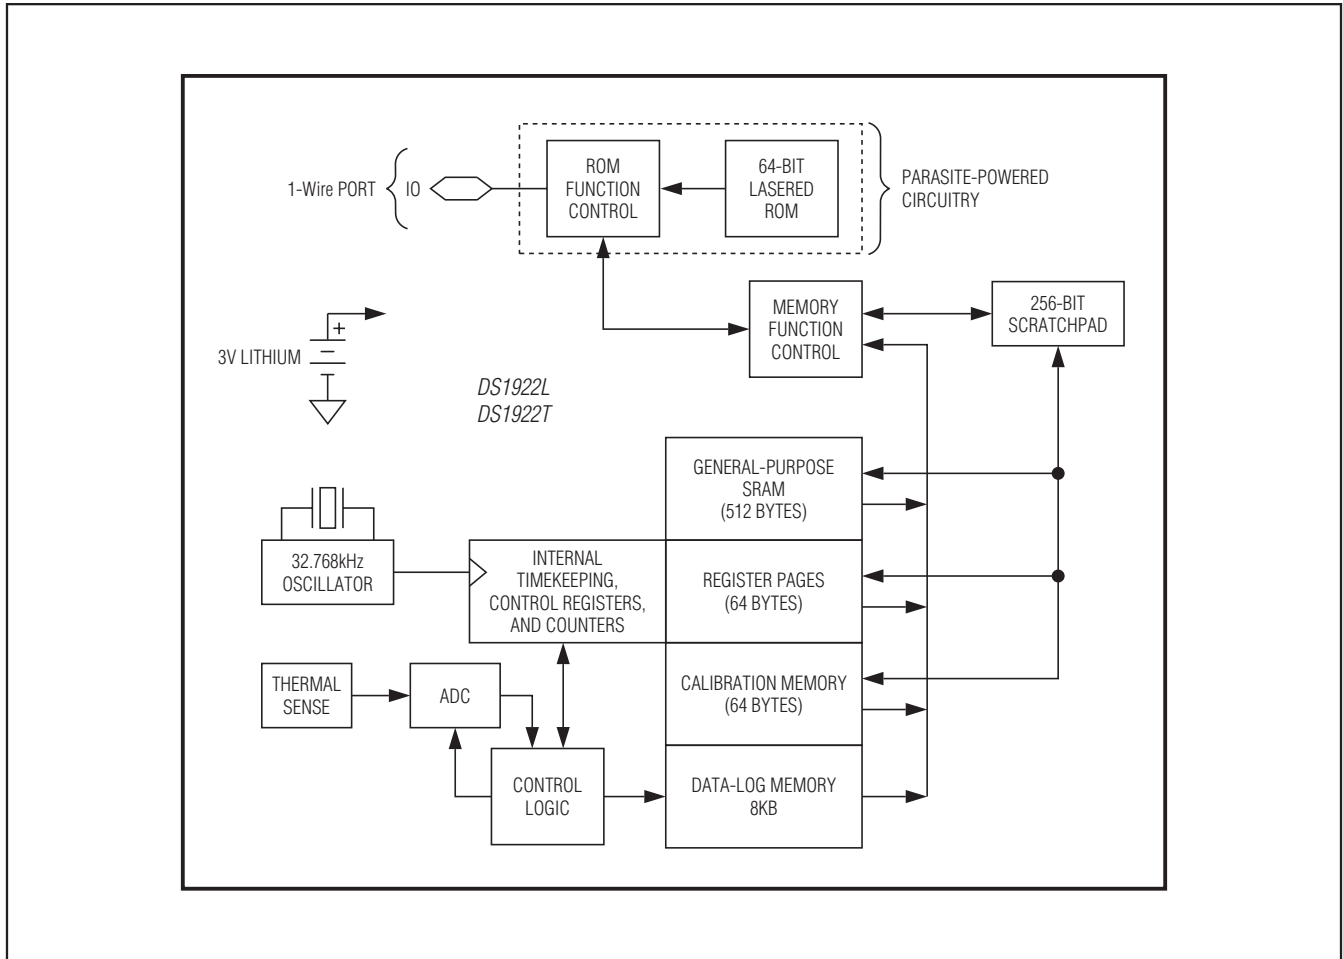 1-Wire PORT
IO
ROM
FUNCTION
CONTROL
64-BIT
LASERED
ROM
PARASITE-POWERED
CIRCUITRY
MEMORY
FUNCTION
CONTROL
256-BIT
SCRATCHPAD
+
3V LITHIUM
DS1922L
DS1922T
GENERAL-PURPOSE
SRAM
(512 BYTES)
32.768kHz
OSCILLATOR
INTERNAL
TIMEKEEPING,
CONTROL REGISTERS,
AND COUNTERS
REGISTER PAGES
(64 BYTES)
THERMAL
SENSE
ADC
CALIBRATION MEMORY
(64 BYTES)
CONTROL
LOGIC
DATA-LOG MEMORY
8KB